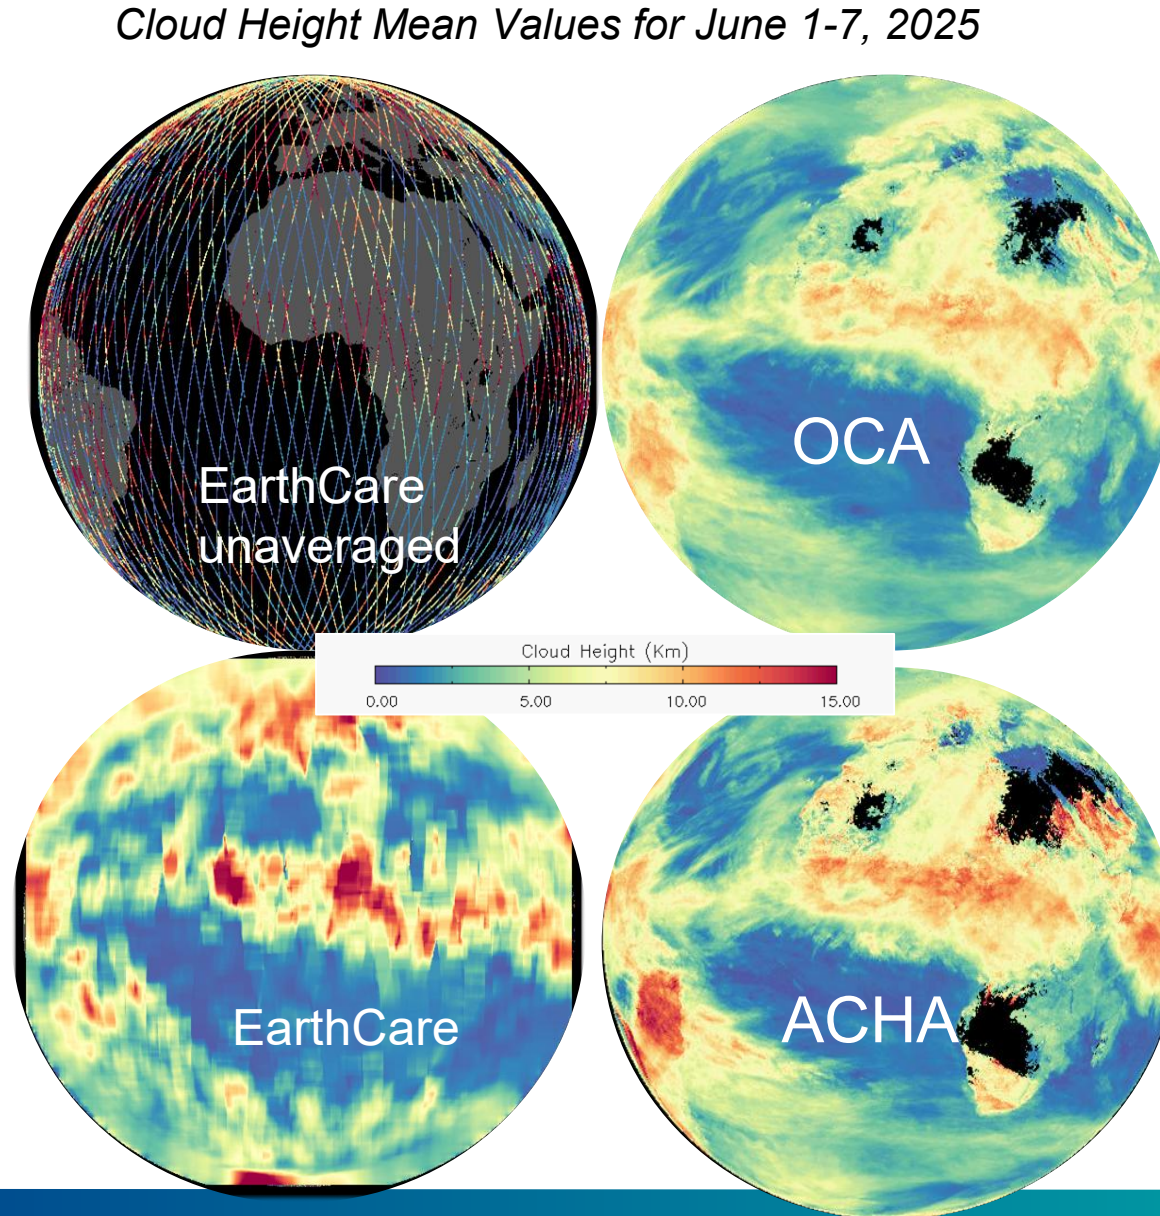 Cloud Height Mean Values for June 1-7, 2025
EarthCare
unaveraged
OCA
Cloud Height (Km)
0.00 5.00 10.00 15.00
EarthCare
ACHA